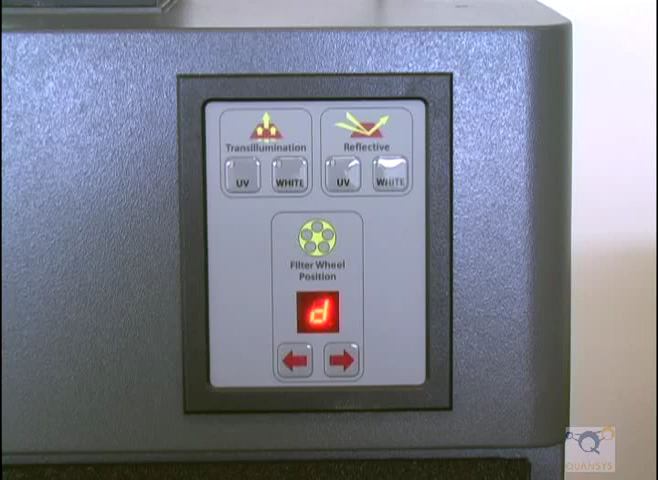 Transillumination
Reflective
UV
WHITE
UV
WHITE
Filter Wheel
Position
d
QUANSYS